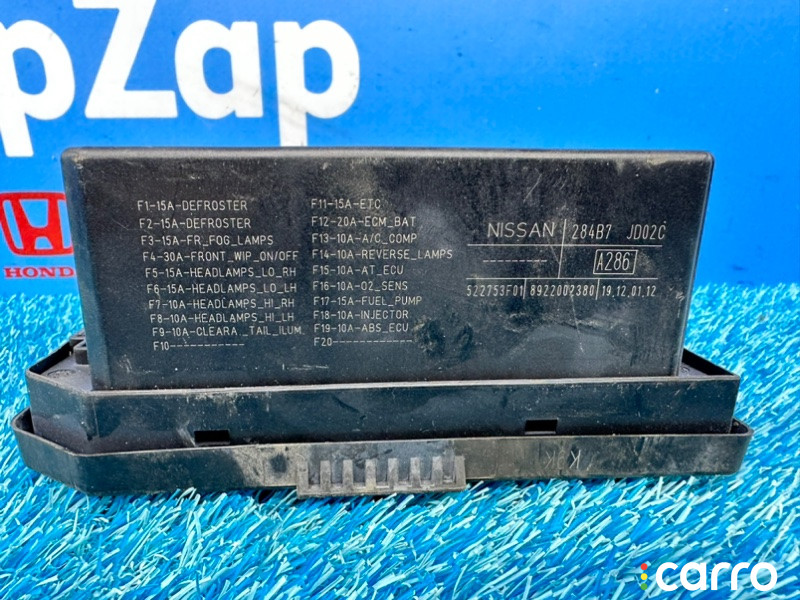 pZap
HONDA
F1-15A-DEFROSTER
F2-15A-DEFROSTER
F3-15A-FR_FOG_LAMPS
F4-30A-FRONT_WIP_ON/OFF
F5-15A-HEADLAMPS_LO_RH
F6-15A-HEADLAMPS_LO_LH
F7-10A-HEADLAMPS_HI_RH
F8-10A-HEADLAMPS_HI_LH
F9-10A-CLEARA._TAIL_ILUM.
F10------------
F11-15A-ETC
F12-20A-ECM_BAT
F13-10A-A/C_COMP
F14-10A-REVERSE_LAMPS
F15-10A-AT_ECU
F16-10A-O2_SENS
F17-15A-FUEL_PUMP
F18-10A-INJECTOR
F19-10A-ABS_ECU
F20------------
NISSAN 284B7 JD02C
--------- A286
522753F01 8922002380 19,12,01,12
carro